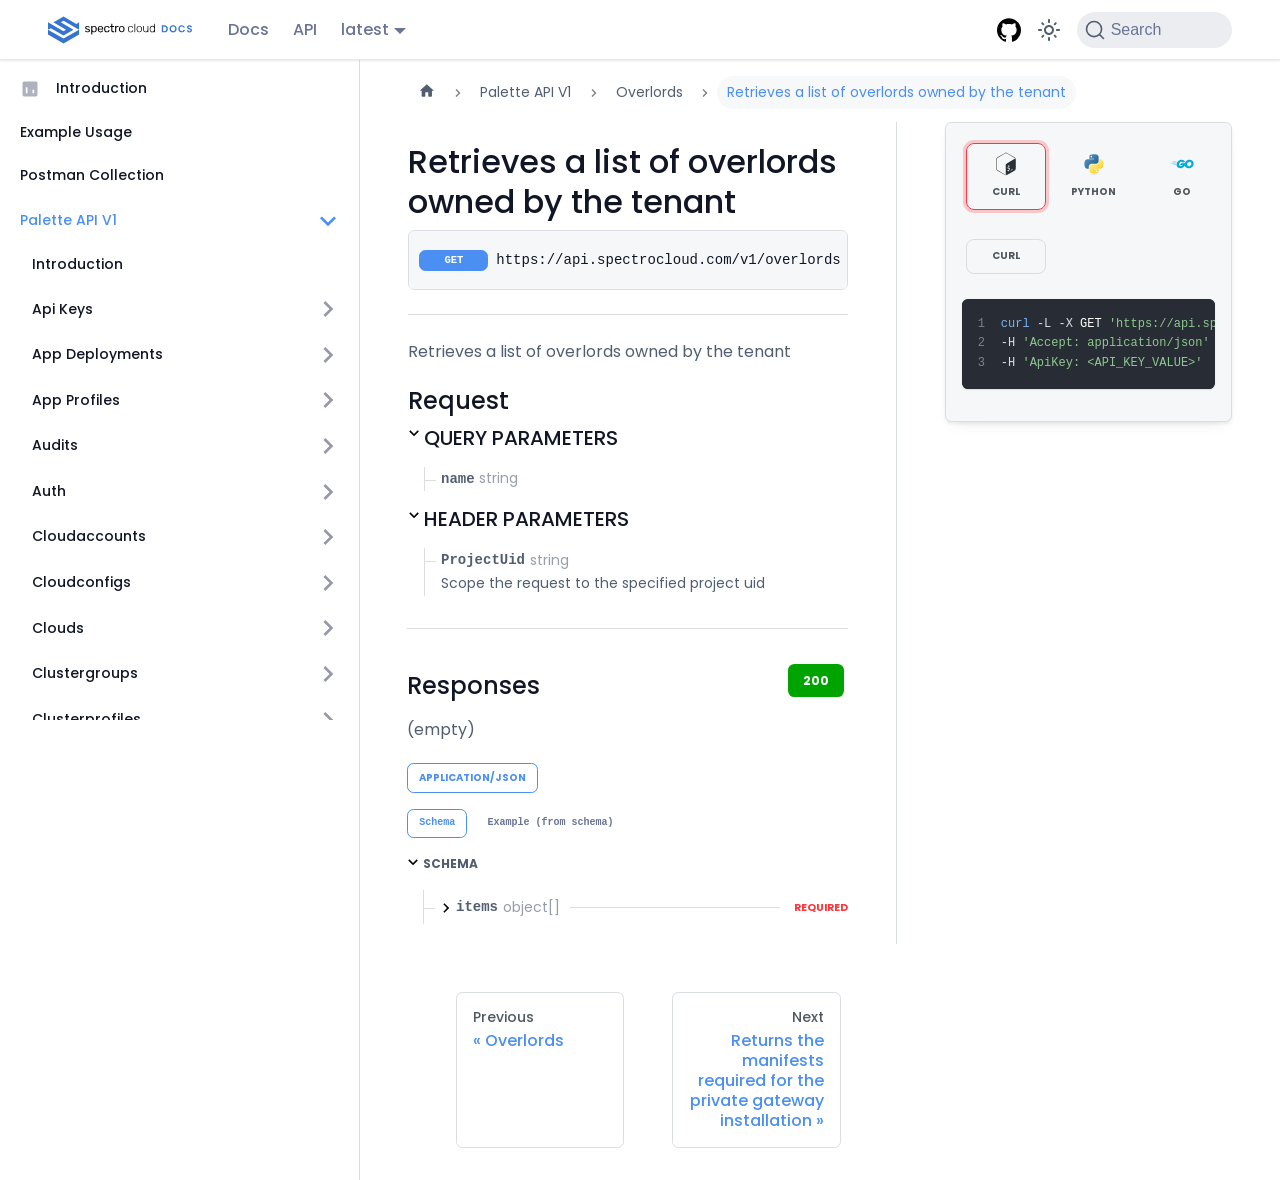 spectro cloud DOCS
Docs
API
latest
Search
Introduction
Example Usage
Postman Collection
Palette API V1
Introduction
Api Keys
App Deployments
App Profiles
Audits
Auth
Cloudaccounts
Cloudconfigs
Clouds
Clustergroups
Clusterprofiles
Palette API V1
Overlords
Retrieves a list of overlords owned by the tenant
Retrieves a list of overlords
owned by the tenant
GET https://api.spectrocloud.com/v1/overlords
Retrieves a list of overlords owned by the tenant
Request
QUERY PARAMETERS
name string
HEADER PARAMETERS
ProjectUid string
Scope the request to the specified project uid
Responses
200
(empty)
APPLICATION/JSON
Schema
Example (from schema)
SCHEMA
items object[]
REQUIRED
CURL
PYTHON
GO
CURL
1 curl -L -X GET 'https://api.sp
2 -H 'Accept: application/json'
3 -H 'ApiKey: <API_KEY_VALUE>'
Previous
« Overlords
Next
Returns the
manifests
required for the
private gateway
installation »